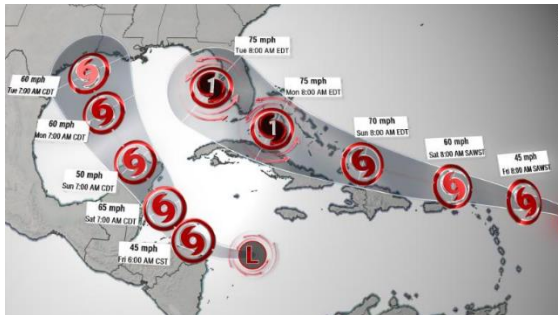 75 mph
Tue 8:00 AM EDT
60 mph
Tue 7:00 AM CDT
1
75 mph
Mon 8:00 AM EDT
1
60 mph
Mon 7:00 AM CDT
70 mph
Sun 8:00 AM EDT
60 mph
Sat 8:00 AM SAWST
45 mph
Fri 8:00 AM SAWST
50 mph
Sun 7:00 AM CDT
65 mph
Sat 7:00 AM CDT
45 mph
Fri 6:00 AM CST
L